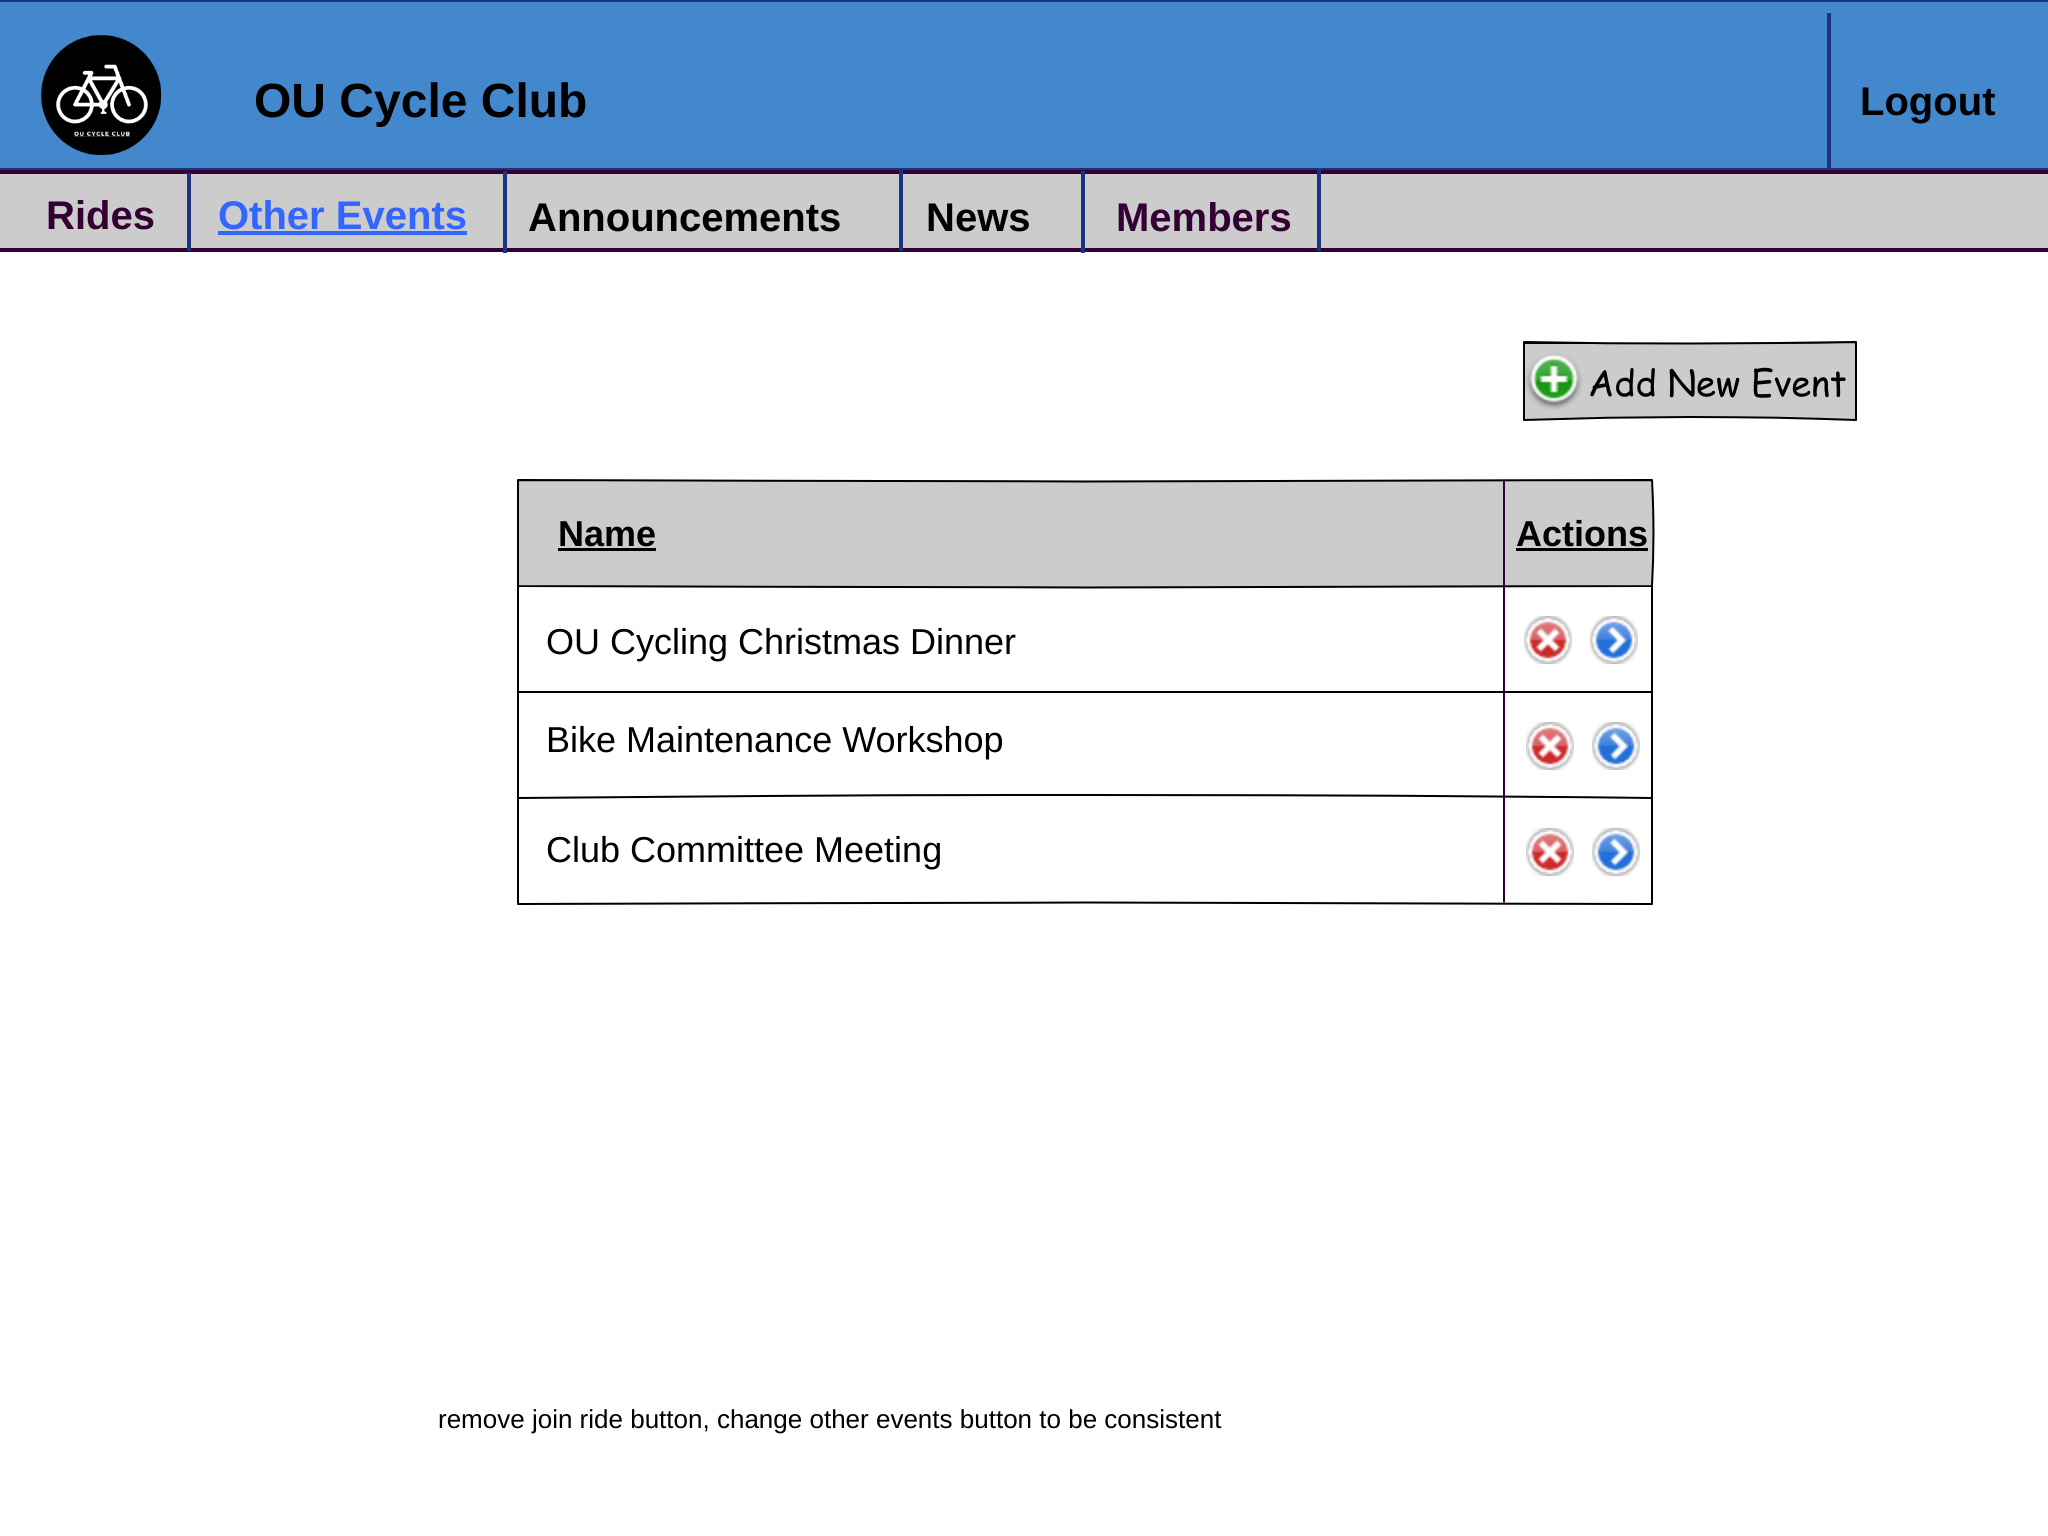 OU CYCLE CLUB
OU Cycle Club
Logout
Rides
Other Events
Announcements
News
Members
Add New Event
Name
Actions
OU Cycling Christmas Dinner
Bike Maintenance Workshop
Club Committee Meeting
remove join ride button, change other events button to be consistent